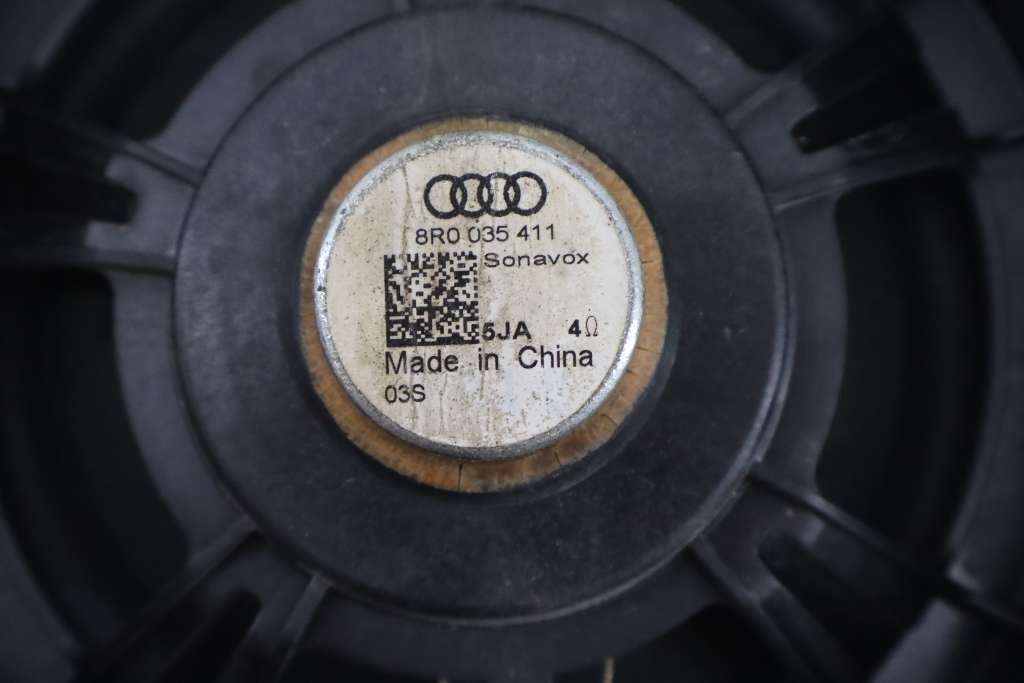 8R0 035 411
Sonavox
5JA 4Ω
Made in China
03S